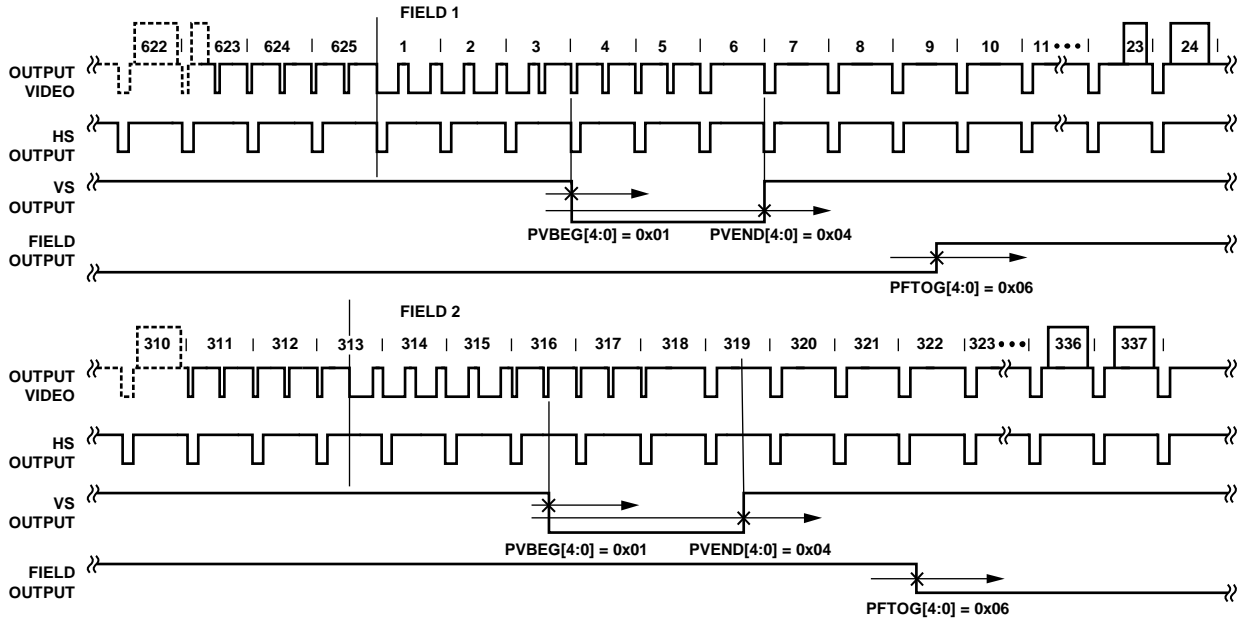 FIELD 1
622 623 624 625 1 2 3 4 5 6 7 8 9 10 11 ••• 23 24
OUTPUT
VIDEO
HS
OUTPUT
VS
OUTPUT
PVBEG[4:0] = 0x01 PVEND[4:0] = 0x04
FIELD
OUTPUT
PFTOG[4:0] = 0x06
FIELD 2
310 311 312 313 314 315 316 317 318 319 320 321 322 323 ••• 336 337
OUTPUT
VIDEO
HS
OUTPUT
VS
OUTPUT
PVBEG[4:0] = 0x01 PVEND[4:0] = 0x04
FIELD
OUTPUT
PFTOG[4:0] = 0x06